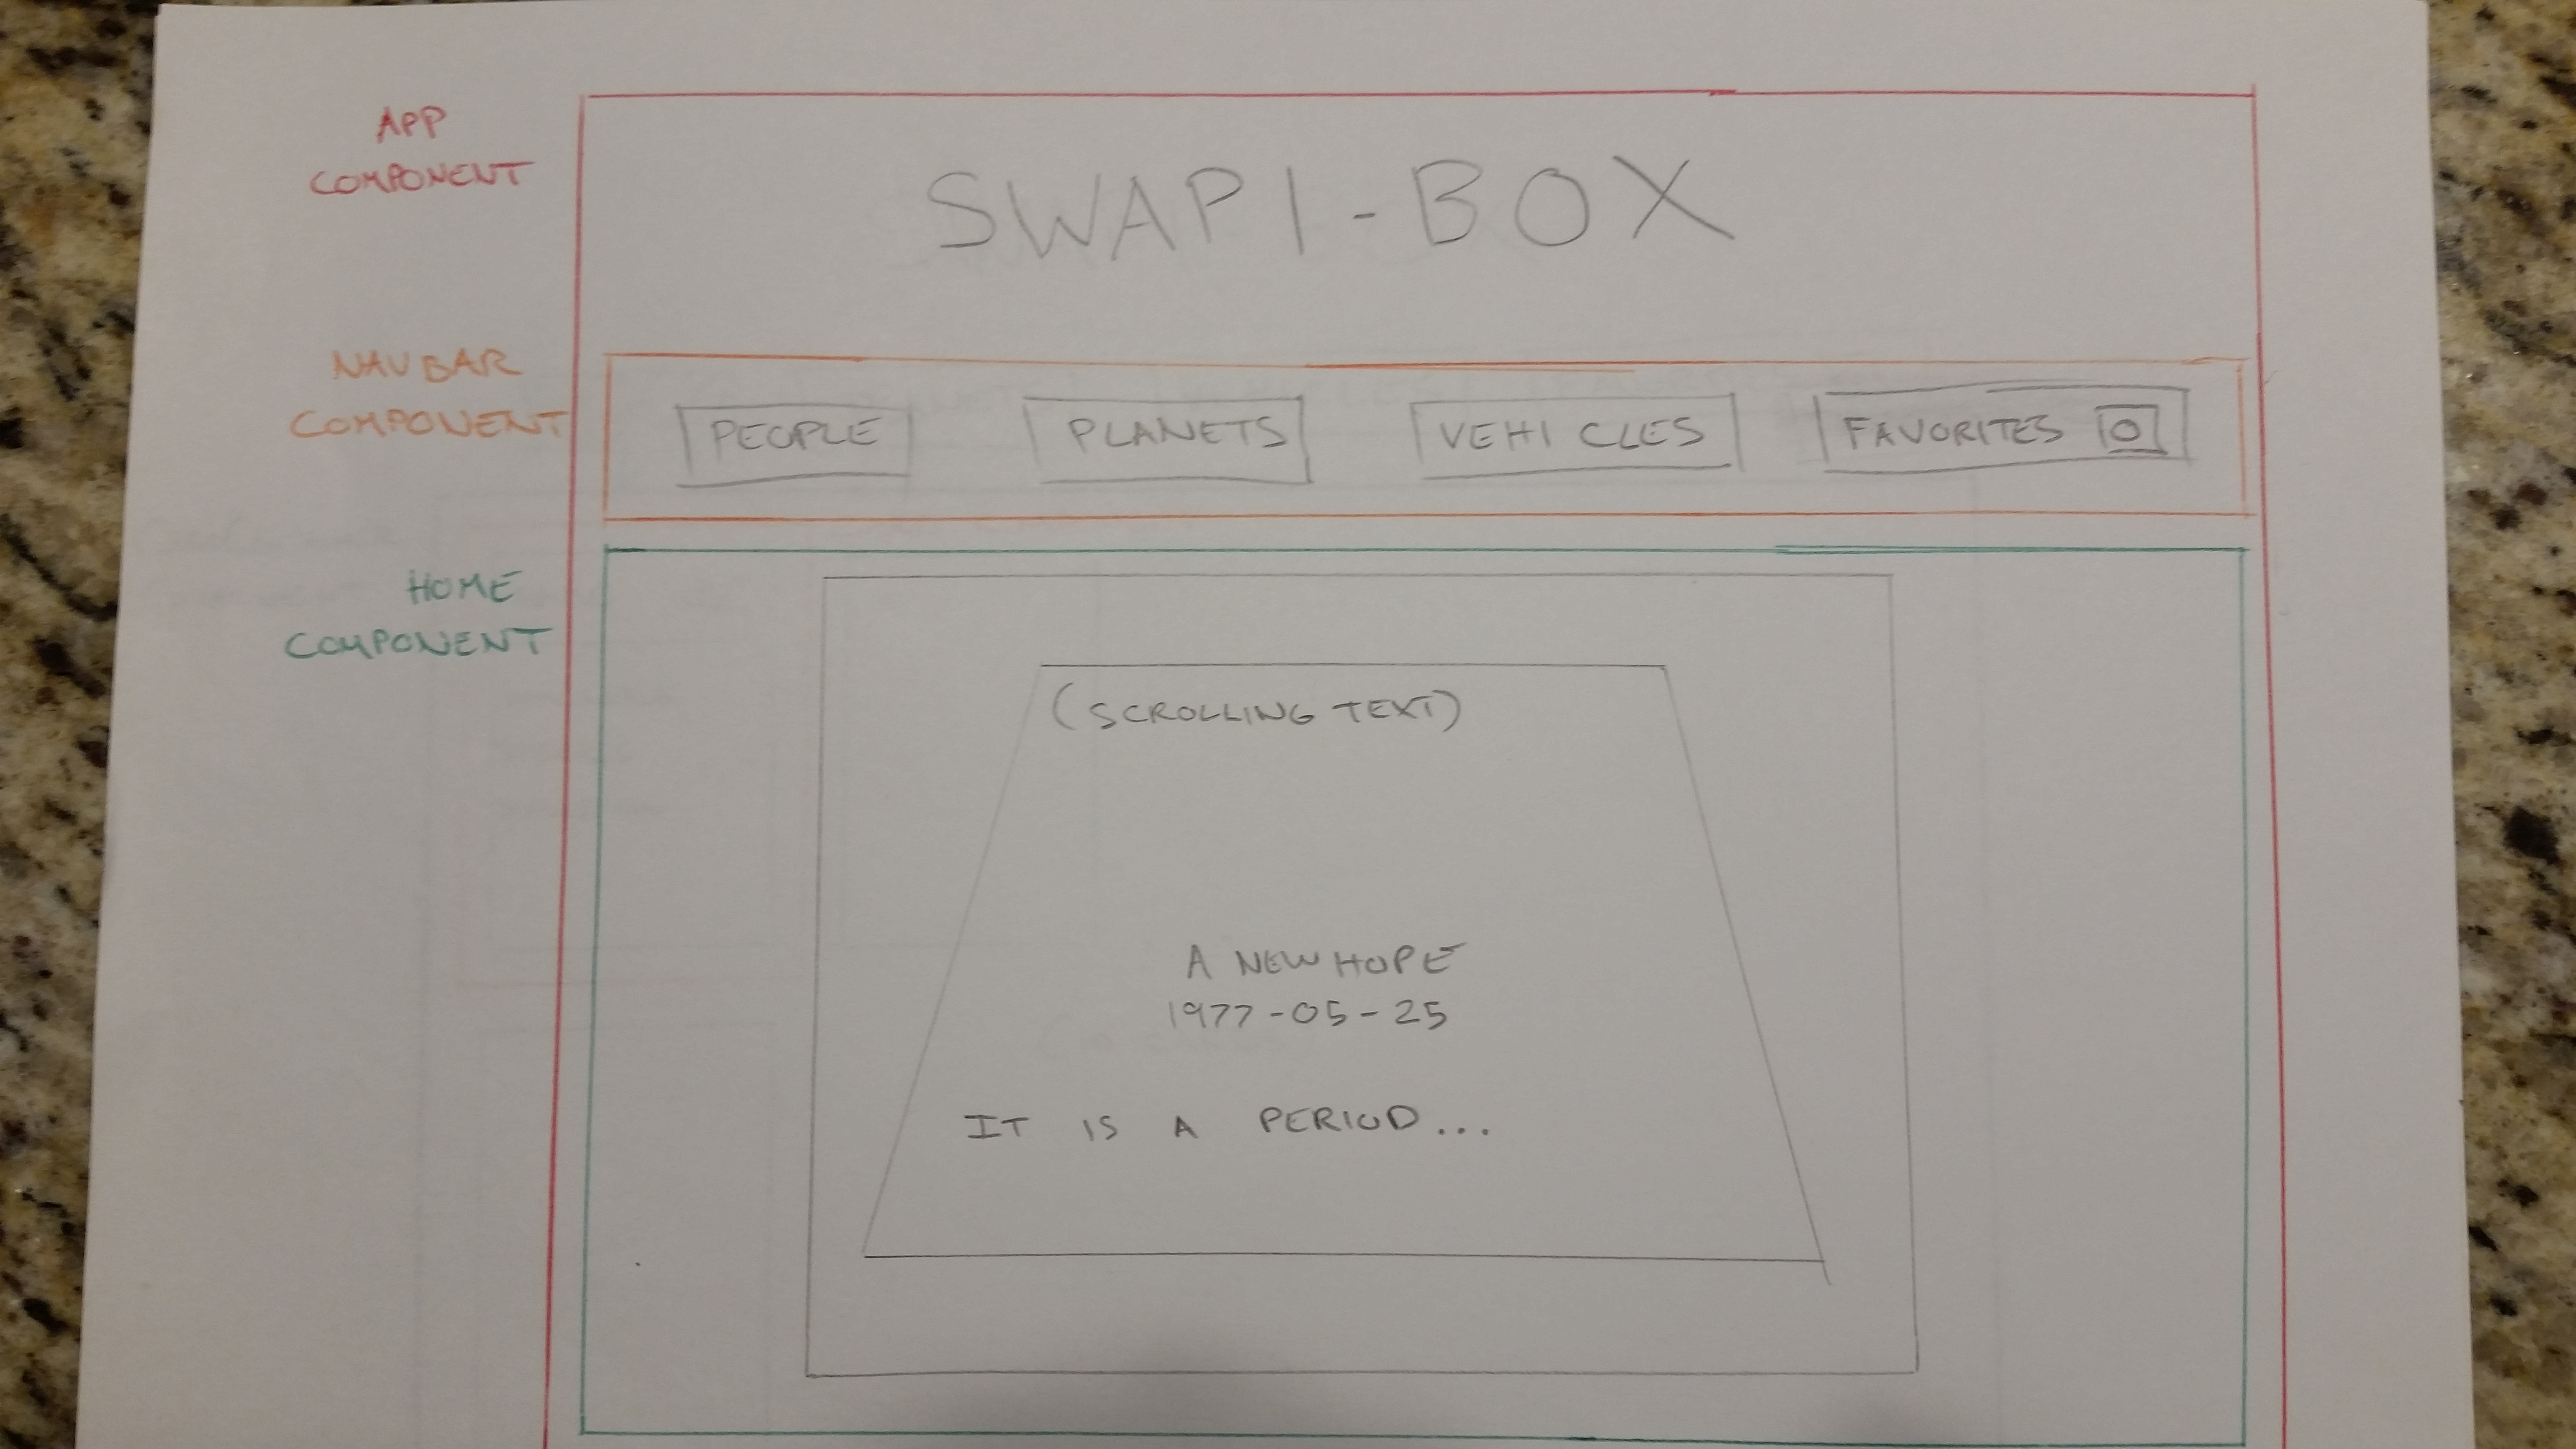 APP
COMPONENT
SWAPI-BOX
NAVBAR
COMPONENT
PEOPLE
PLANETS
VEHICLES
FAVORITES 0
HOME
COMPONENT
(SCROLLING TEXT)
A NEW HOPE
1977-05-25
IT IS A PERIOD...